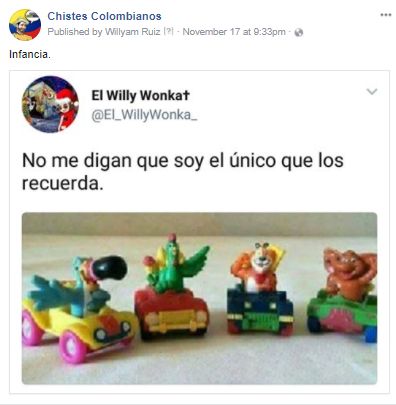 Chistes Colombianos
Published by Willyam Ruiz [?] · November 17 at 9:33pm ·
Infancia.
El Willy Wonka†
@El_WillyWonka_
No me digan que soy el único que los
recuerda.